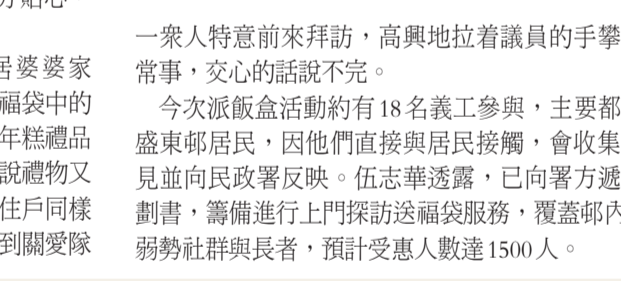 居婆婆家
福袋中的
年糕禮品
說禮物又
住戶同樣
到關愛隊
一眾人特意前來拜訪，高興地拉着議員的手攀
常事，交心的話說不完。
今次派飯盒活動約有18名義工參與，主要都
盛東邨居民，因他們直接與居民接觸，會收集
見並向民政署反映。伍志華透露，已向署方遞
劃書，籌備進行上門探訪送福袋服務，覆蓋邨內
弱勢社群與長者，預計受惠人數達1500人。